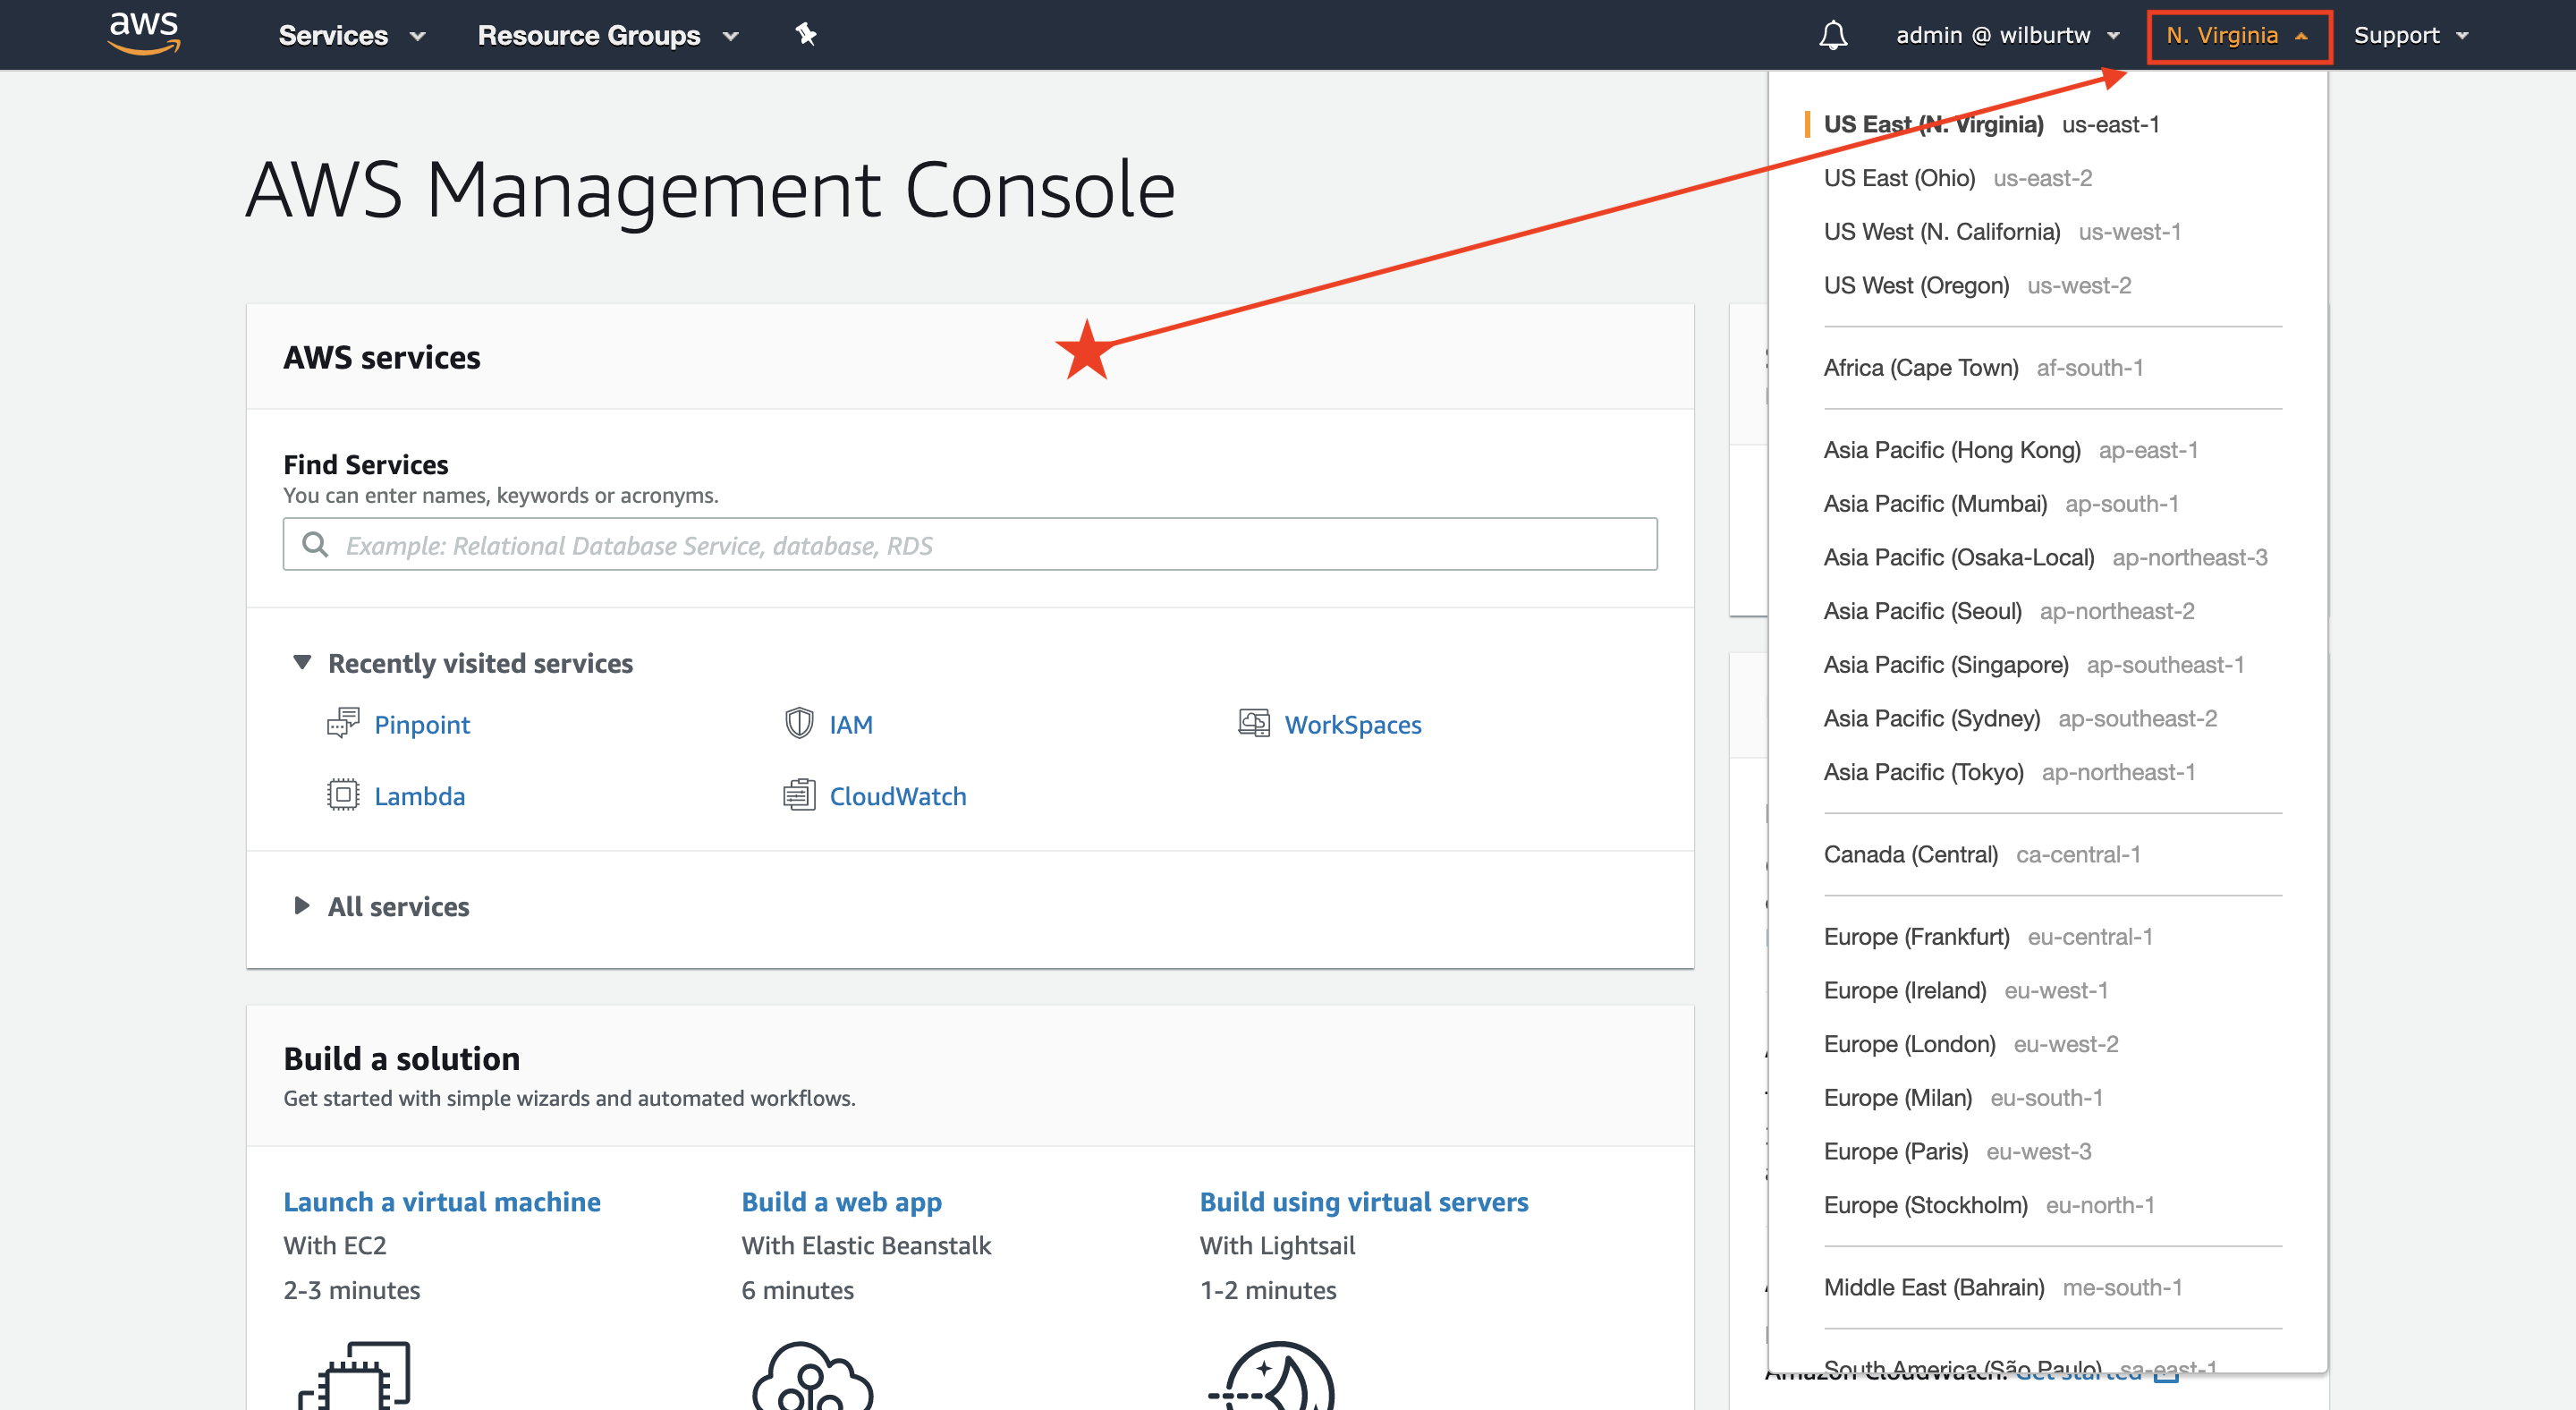 aws Services Resource Groups admin @ wilburtw N. Virginia Support
AWS Management Console
AWS services
Find Services
You can enter names, keywords or acronyms.
Example: Relational Database Service, database, RDS
Recently visited services
Pinpoint IAM WorkSpaces
Lambda CloudWatch
All services
Build a solution
Get started with simple wizards and automated workflows.
Launch a virtual machine
With EC2
2-3 minutes
Build a web app
With Elastic Beanstalk
6 minutes
Build using virtual servers
With Lightsail
1-2 minutes
US East (N. Virginia) us-east-1
US East (Ohio) us-east-2
US West (N. California) us-west-1
US West (Oregon) us-west-2
Africa (Cape Town) af-south-1
Asia Pacific (Hong Kong) ap-east-1
Asia Pacific (Mumbai) ap-south-1
Asia Pacific (Osaka-Local) ap-northeast-3
Asia Pacific (Seoul) ap-northeast-2
Asia Pacific (Singapore) ap-southeast-1
Asia Pacific (Sydney) ap-southeast-2
Asia Pacific (Tokyo) ap-northeast-1
Canada (Central) ca-central-1
Europe (Frankfurt) eu-central-1
Europe (Ireland) eu-west-1
Europe (London) eu-west-2
Europe (Milan) eu-south-1
Europe (Paris) eu-west-3
Europe (Stockholm) eu-north-1
Middle East (Bahrain) me-south-1
South America (São Paulo) sa-east-1
Amazon CloudWatch. Get started